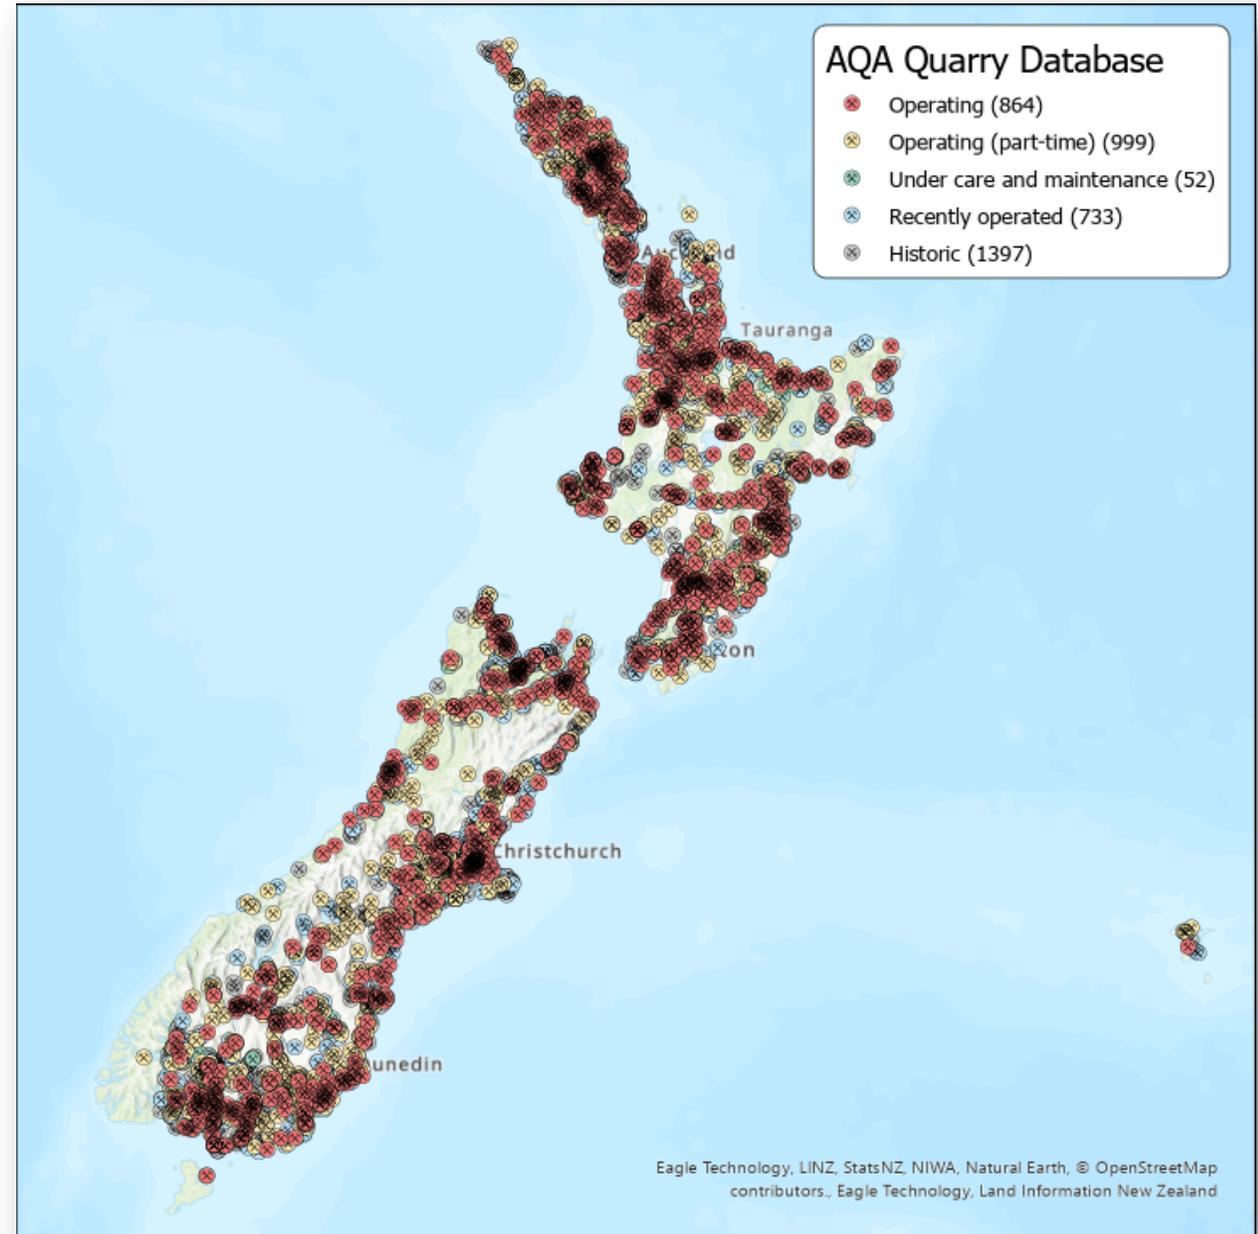 AQA Quarry Database
Operating (864)
Operating (part-time) (999)
Under care and maintenance (52)
Recently operated (733)
Historic (1397)
Tauranga
Christchurch
Eagle Technology, LINZ, StatsNZ, NIWA, Natural Earth, © OpenStreetMap
contributors., Eagle Technology, Land Information New Zealand